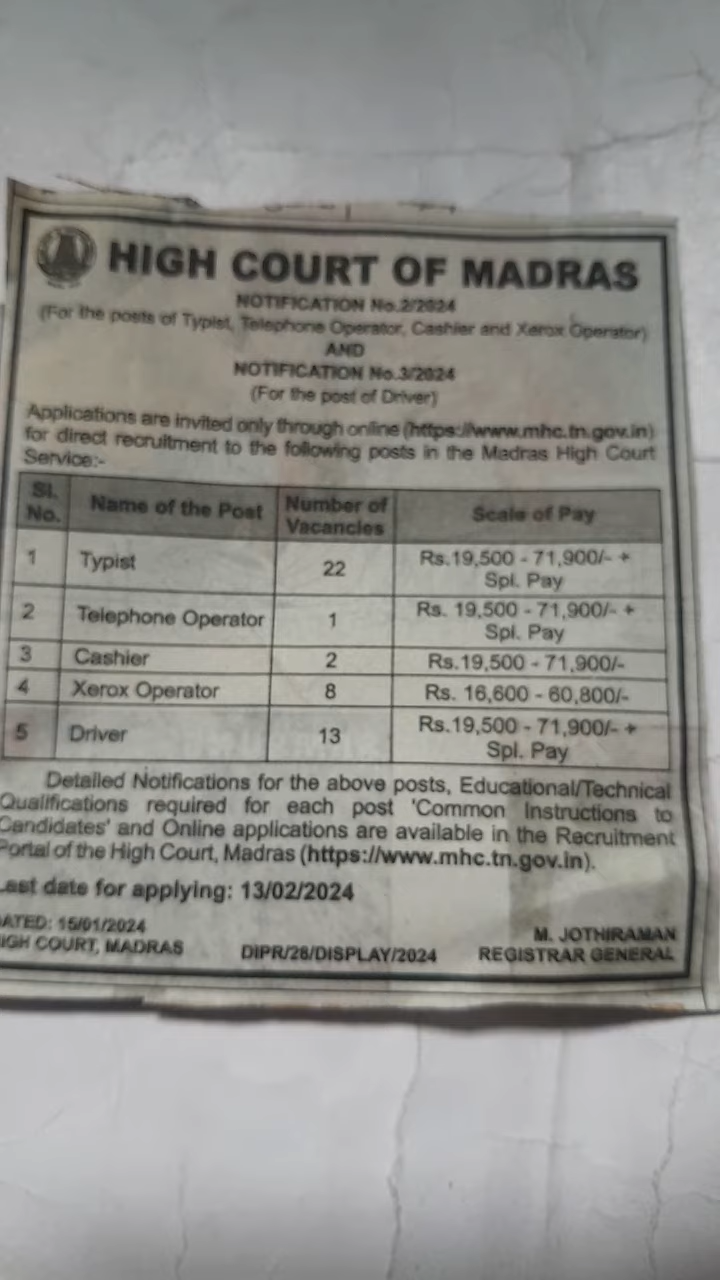 HIGH COURT OF MADRAS
NOTIFICATION No.2/2024
(For the posts of Typist, Telephone Operator, Cashier and Xerox Operator)
AND
NOTIFICATION No.3/2024
(For the post of Driver)
Applications are invited only through online (https://www.mhc.tn.gov.in)
for direct recruitment to the following posts in the Madras High Court
Service:-
Sl. No. Name of the Post Number of Vacancies Scale of Pay
1 Typist 22 Rs.19,500 - 71,900/- + Spl. Pay
2 Telephone Operator 1 Rs. 19,500 - 71,900/- + Spl. Pay
3 Cashier 2 Rs.19,500 - 71,900/-
4 Xerox Operator 8 Rs. 16,600 - 60,800/-
5 Driver 13 Rs.19,500 - 71,900/- + Spl. Pay
Detailed Notifications for the above posts, Educational/Technical
Qualifications required for each post 'Common Instructions to
Candidates' and Online applications are available in the Recruitment
Portal of the High Court, Madras (https://www.mhc.tn.gov.in).
Last date for applying: 13/02/2024
DATED: 15/01/2024
HIGH COURT, MADRAS
DIPR/28/DISPLAY/2024
M. JOTHIRAMAN
REGISTRAR GENERAL